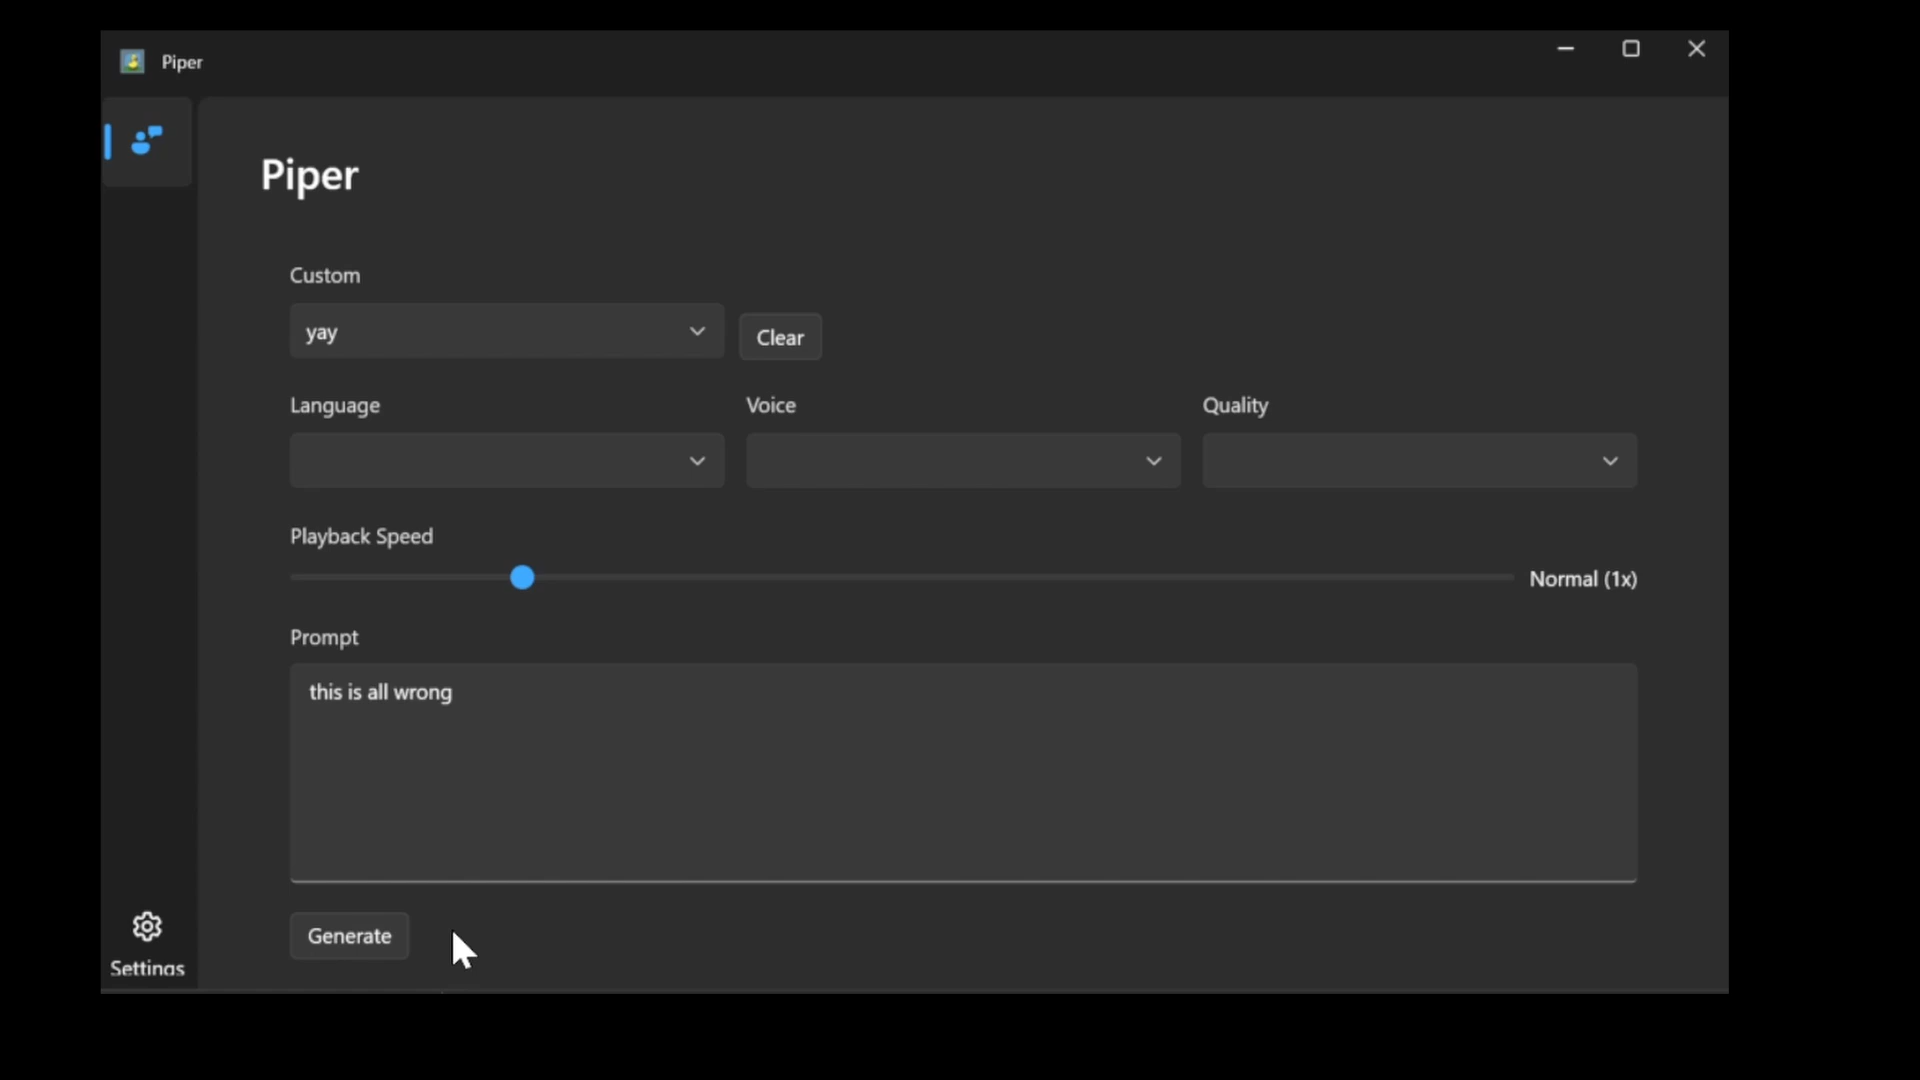 Piper
Piper
Custom
yay
Clear
Language
Voice
Quality
Playback Speed
Normal (1x)
Prompt
this is all wrong
Generate
Settings